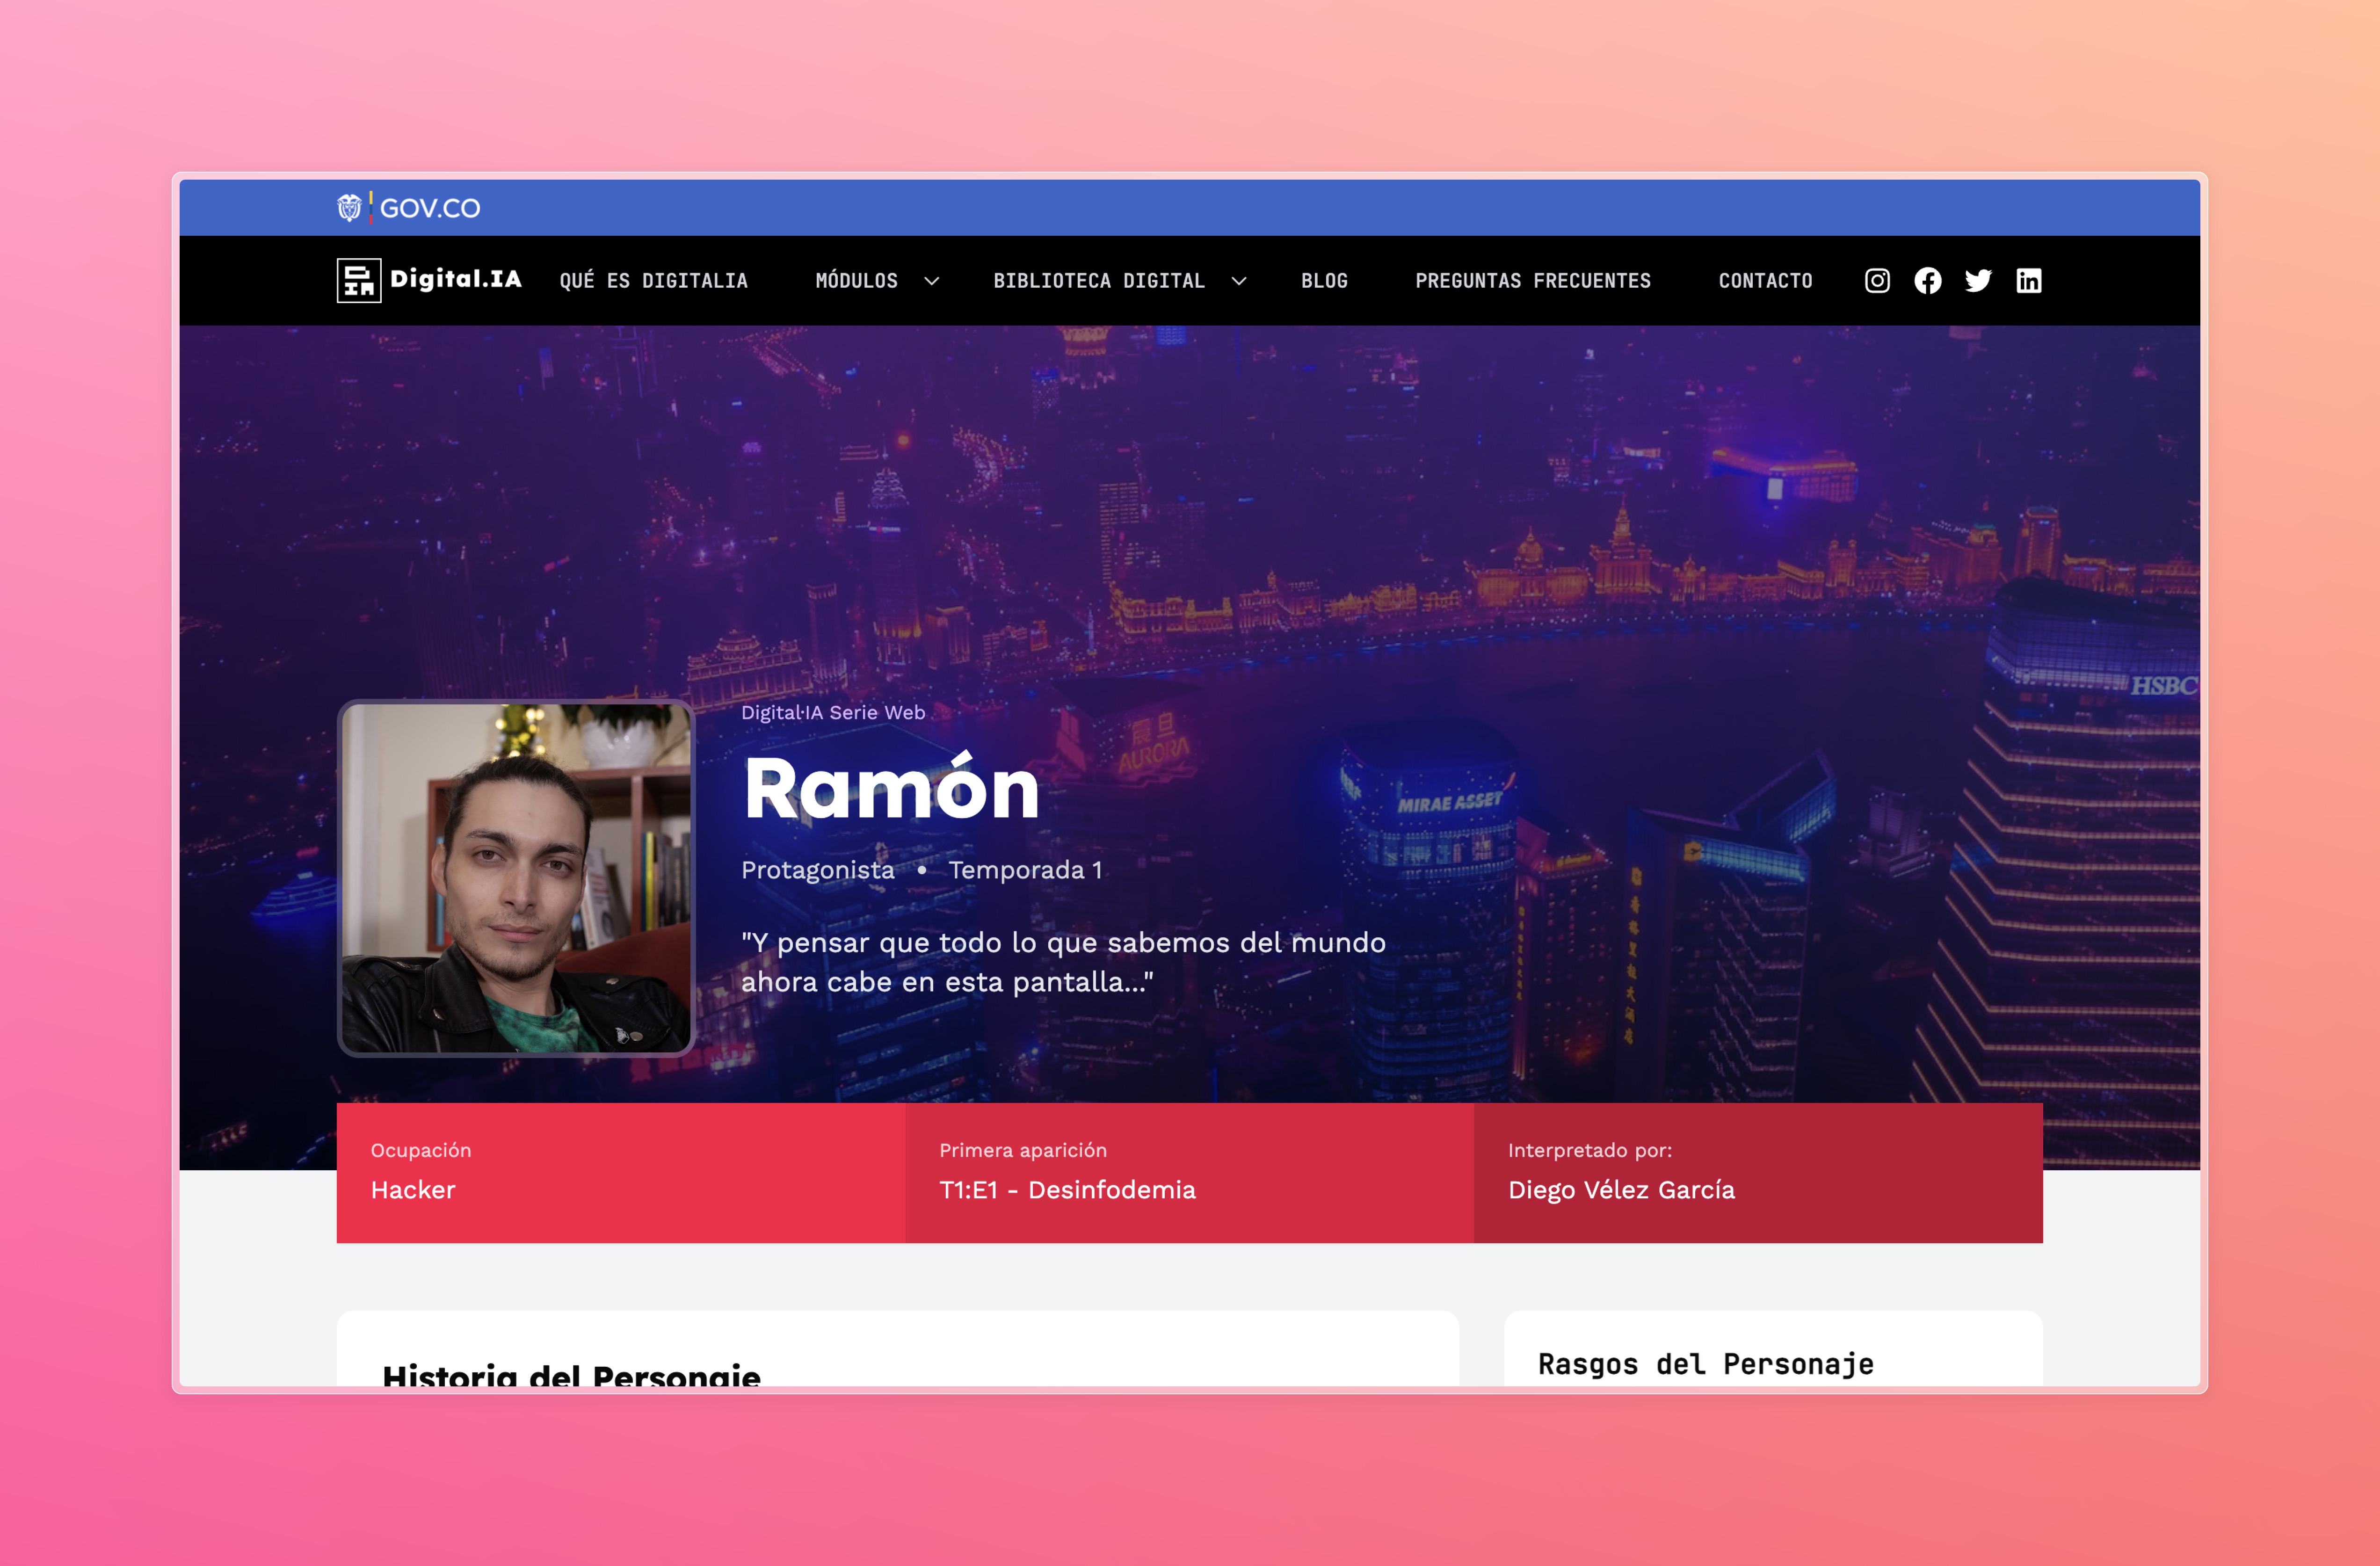 GOV.CO
Digital.IA
QUÉ ES DIGITALIA
MÓDULOS
BIBLIOTECA DIGITAL
BLOG
PREGUNTAS FRECUENTES
CONTACTO
HSBC
震旦
AURORA
MIRAE ASSET
Digital·IA Serie Web
Ramón
Protagonista • Temporada 1
"Y pensar que todo lo que sabemos del mundo
ahora cabe en esta pantalla..."
Ocupación
Hacker
Primera aparición
T1:E1 - Desinfodemia
Interpretado por:
Diego Vélez García
Historia del Personaje
Rasgos del Personaje